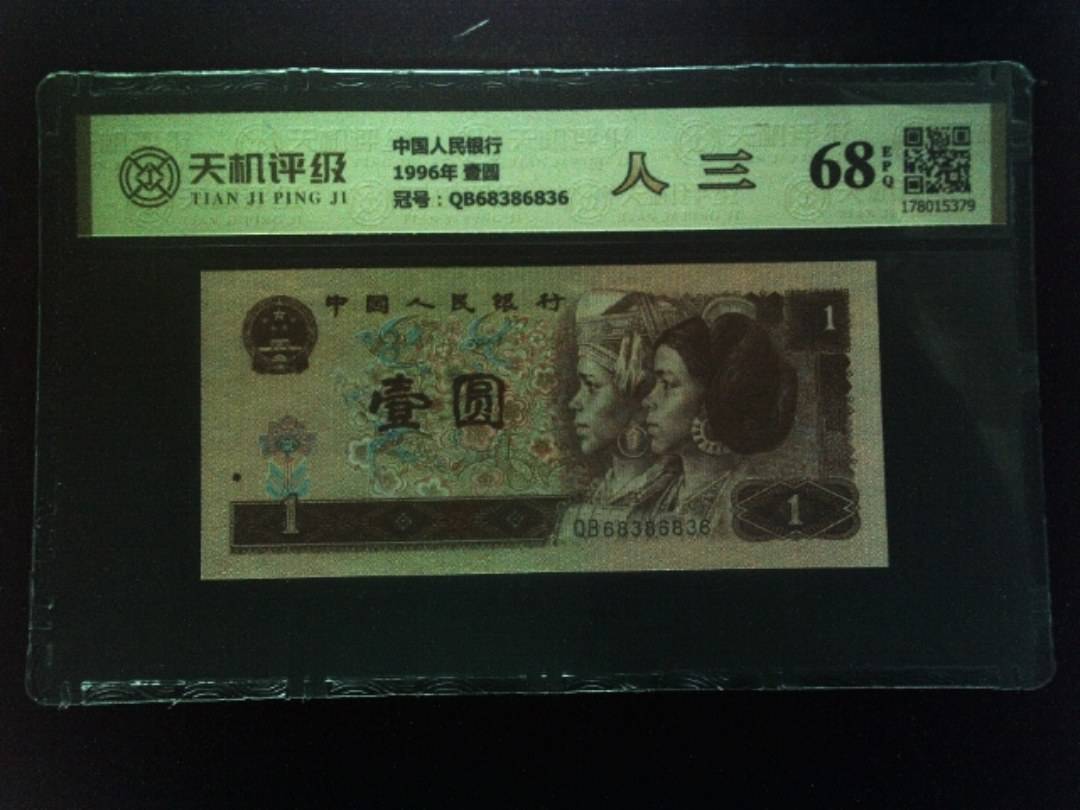 天机评级
TIAN JI PING JI
中国人民银行
1996年 壹圆
冠号：QB68386836
人三
68
EPQ
178015379
中国人民银行
壹圆
1
1
QB68386836
1